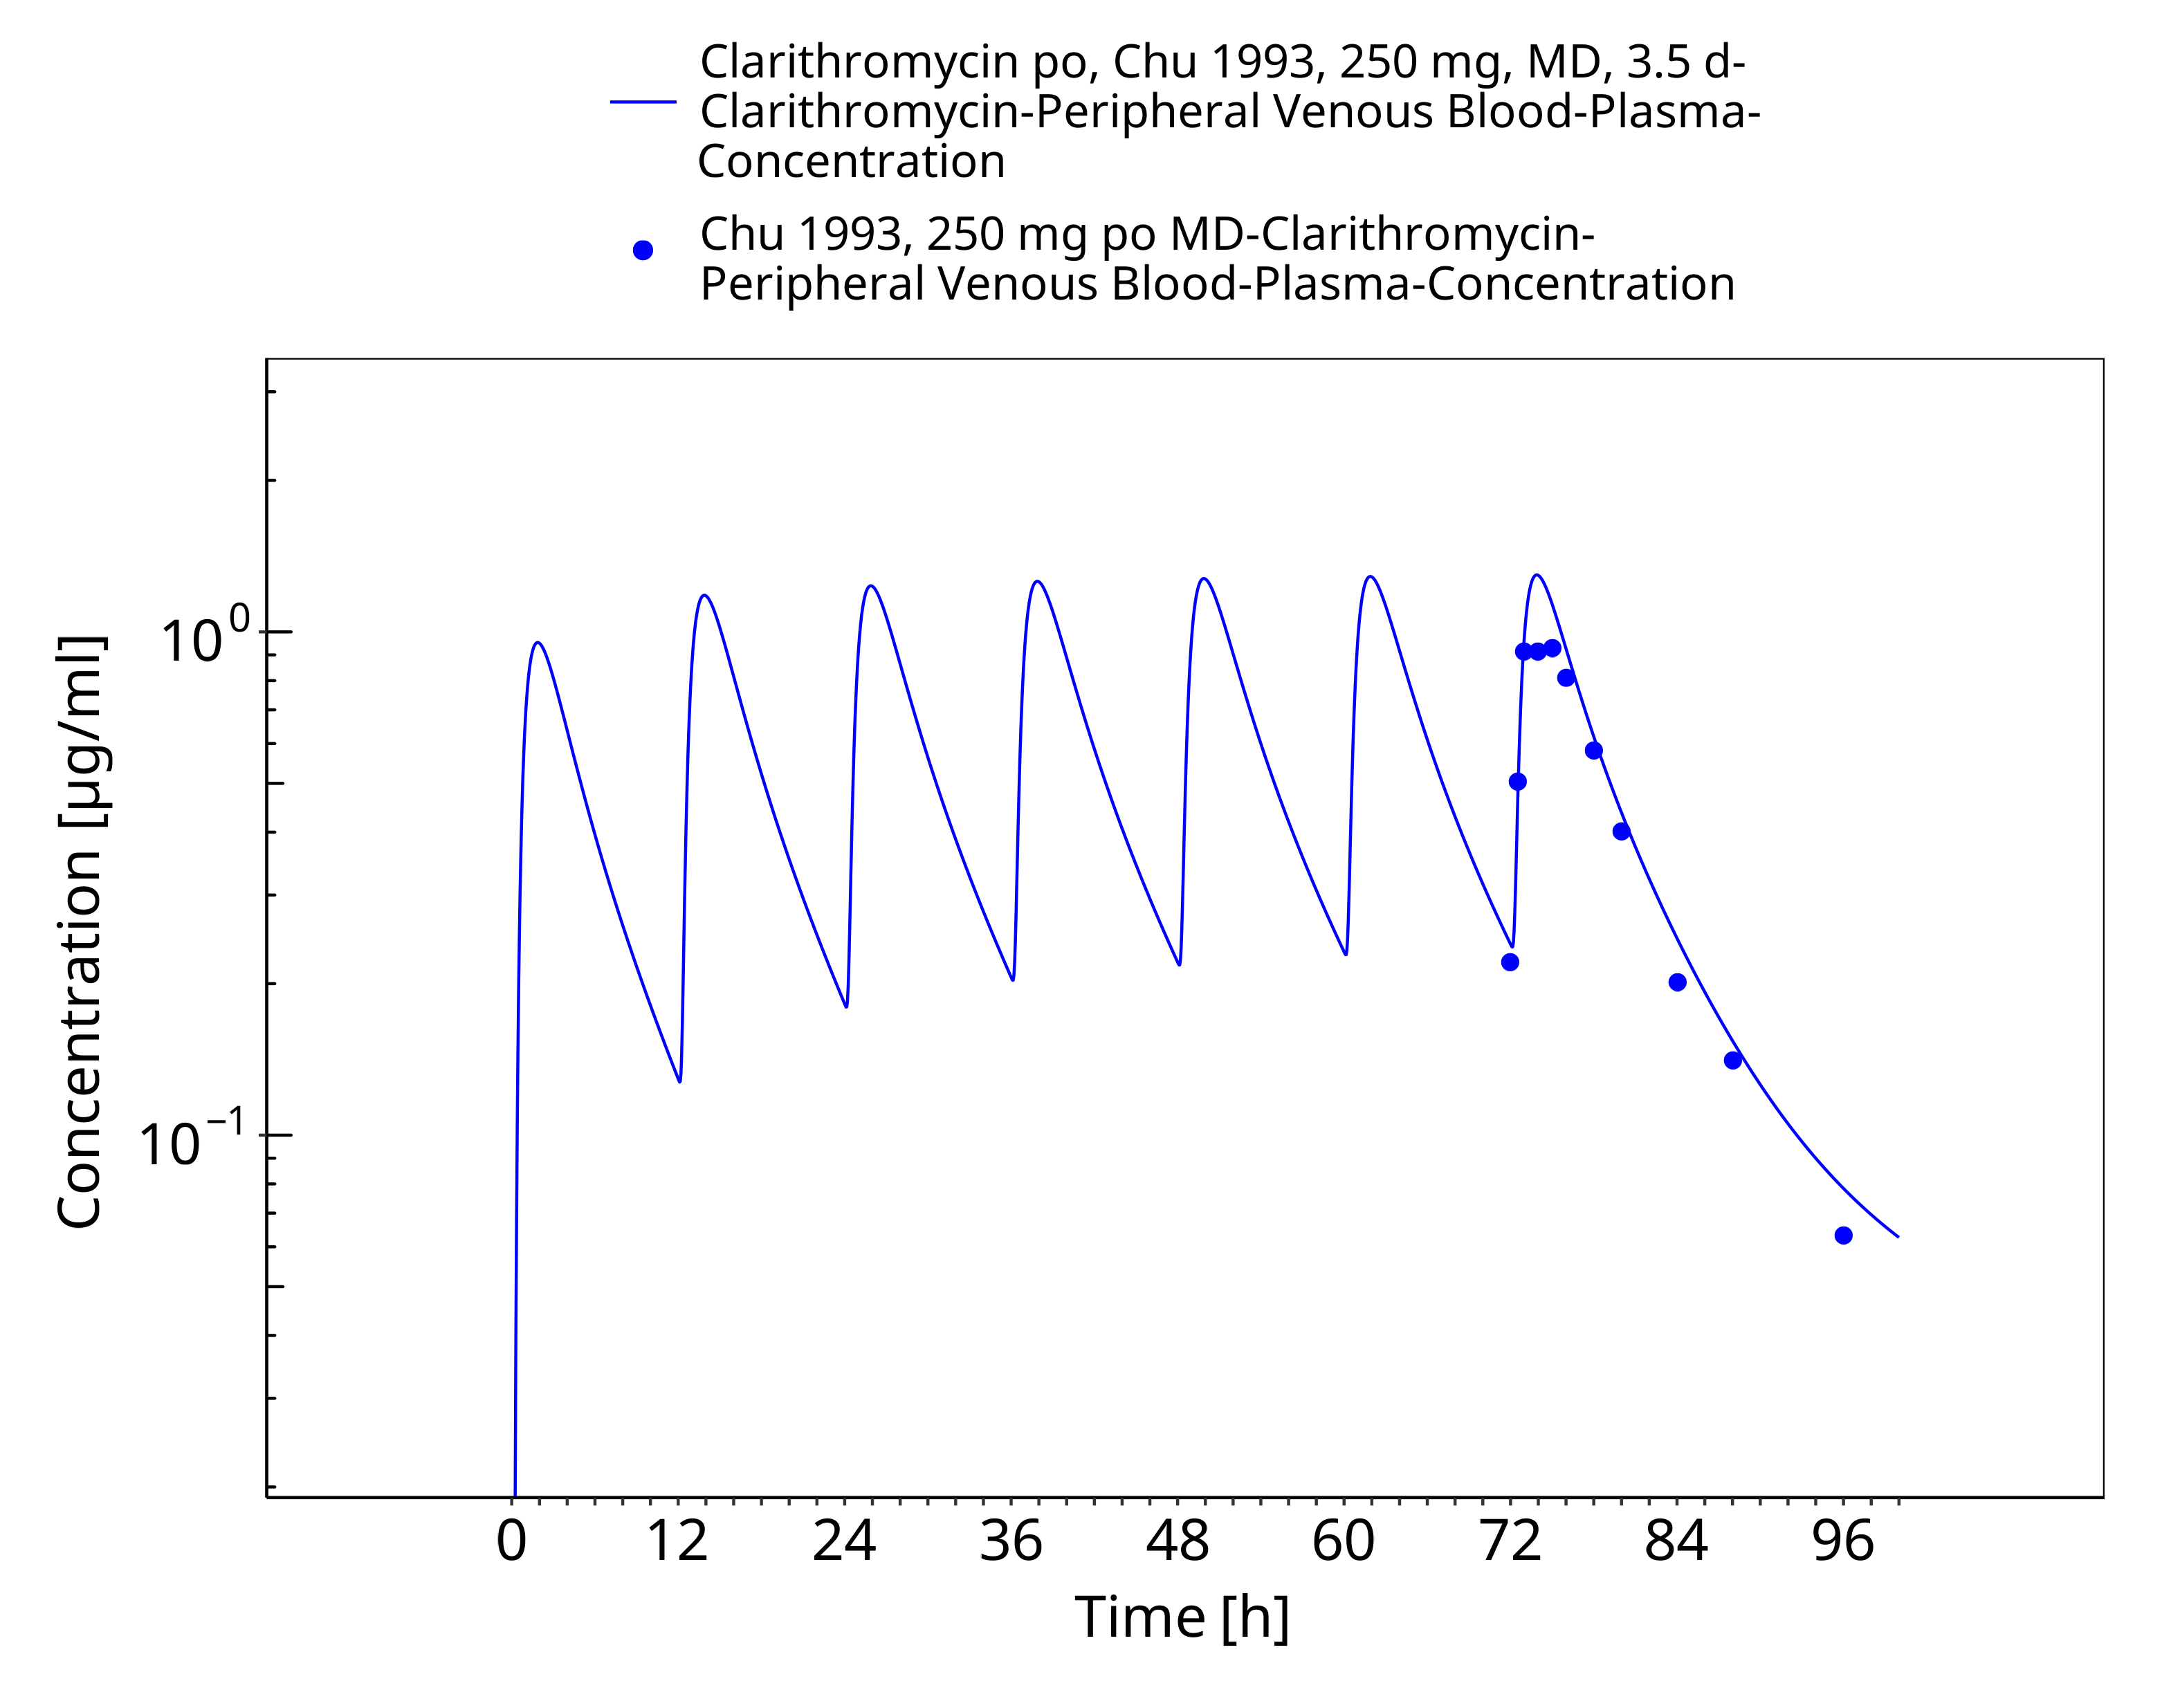 Clarithromycin po, Chu 1993, 250 mg, MD, 3.5 d-
Clarithromycin-Peripheral Venous Blood-Plasma-
Concentration
Chu 1993, 250 mg po MD-Clarithromycin-
Peripheral Venous Blood-Plasma-Concentration
Concentration [µg/ml]
10⁰
10⁻¹
0 12 24 36 48 60 72 84 96
Time [h]